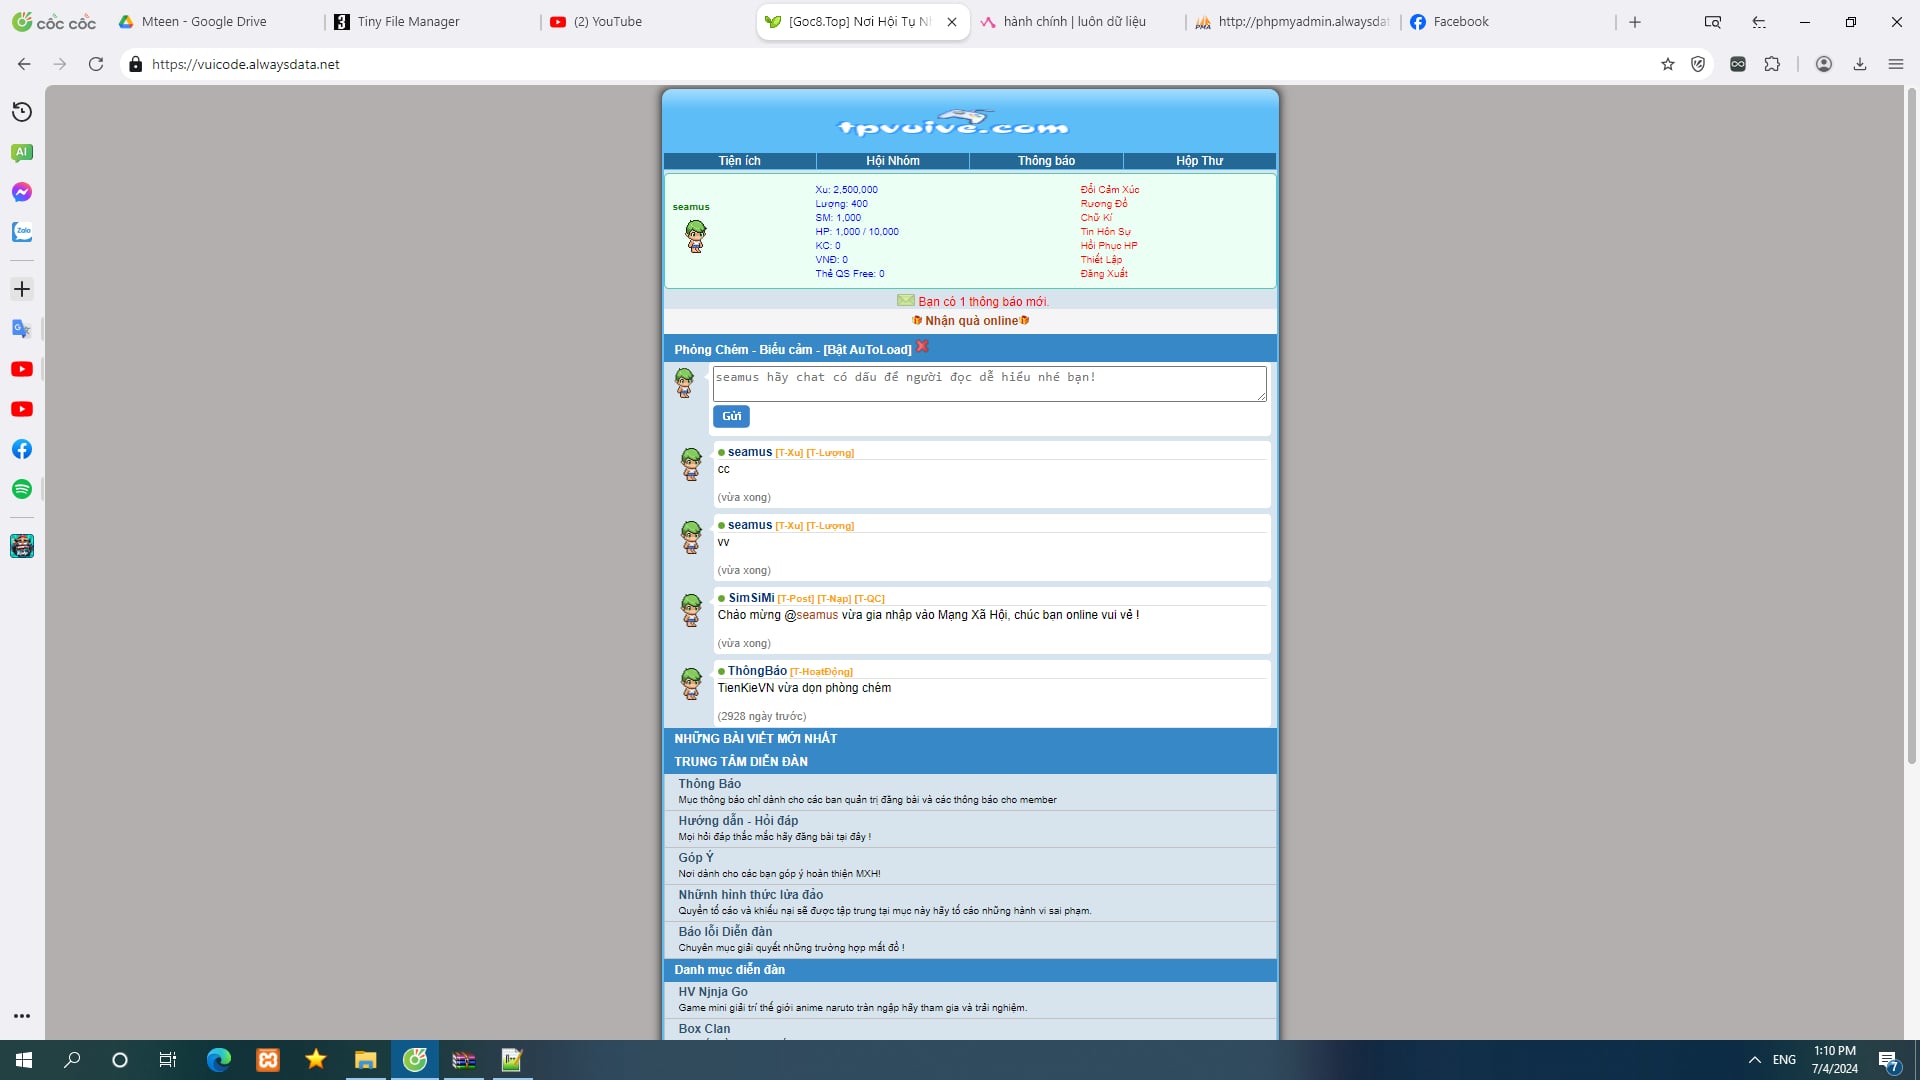 cốc cốc
Mteen - Google Drive
Tiny File Manager
(2) YouTube
[Goc8.Top] Nơi Hội Tụ Nh
hành chính | luôn dữ liệu
http://phpmyadmin.alwaysdat
Facebook
https://vuicode.alwaysdata.net
AI
Zalo
tpvuive.com
Tiện ích
Hội Nhóm
Thông báo
Hộp Thư
seamus
Xu: 2,500,000
Lượng: 400
SM: 1,000
HP: 1,000 / 10,000
KC: 0
VNĐ: 0
Thẻ QS Free: 0
Đổi Cảm Xúc
Rương Đồ
Chữ Kí
Tin Hôn Sự
Hồi Phục HP
Thiết Lập
Đăng Xuất
Bạn có 1 thông báo mới.
Nhận quà online
Phòng Chém - Biểu cảm - [Bật AuToLoad]
seamus hãy chat có dấu để người đọc dễ hiểu nhé bạn!
Gửi
seamus [T-Xu] [T-Lượng]
cc
(vừa xong)
seamus [T-Xu] [T-Lượng]
vv
(vừa xong)
SimSiMi [T-Post] [T-Nạp] [T-QC]
Chào mừng @seamus vừa gia nhập vào Mạng Xã Hội, chúc bạn online vui vẻ !
(vừa xong)
ThôngBáo [T-HoạtĐộng]
TienKieVN vừa dọn phòng chém
(2928 ngày trước)
NHỮNG BÀI VIẾT MỚI NHẤT
TRUNG TÂM DIỄN ĐÀN
Thông Báo
Mục thông báo chỉ dành cho các ban quản trị đăng bài và các thông báo cho member
Hướng dẫn - Hỏi đáp
Mọi hỏi đáp thắc mắc hãy đăng bài tại đây !
Góp Ý
Nơi dành cho các bạn góp ý hoàn thiện MXH!
Nhữnh hình thức lừa đảo
Quyền tố cáo và khiếu nại sẽ được tập trung tại mục này hãy tố cáo những hành vi sai phạm.
Báo lỗi Diễn đàn
Chuyên mục giải quyết những trường hợp mất đồ !
Danh mục diễn đàn
HV Njnja Go
Game mini giải trí thế giới anime naruto tràn ngập hãy tham gia và trải nghiệm.
Box Clan
ENG
1:10 PM
7/4/2024
7